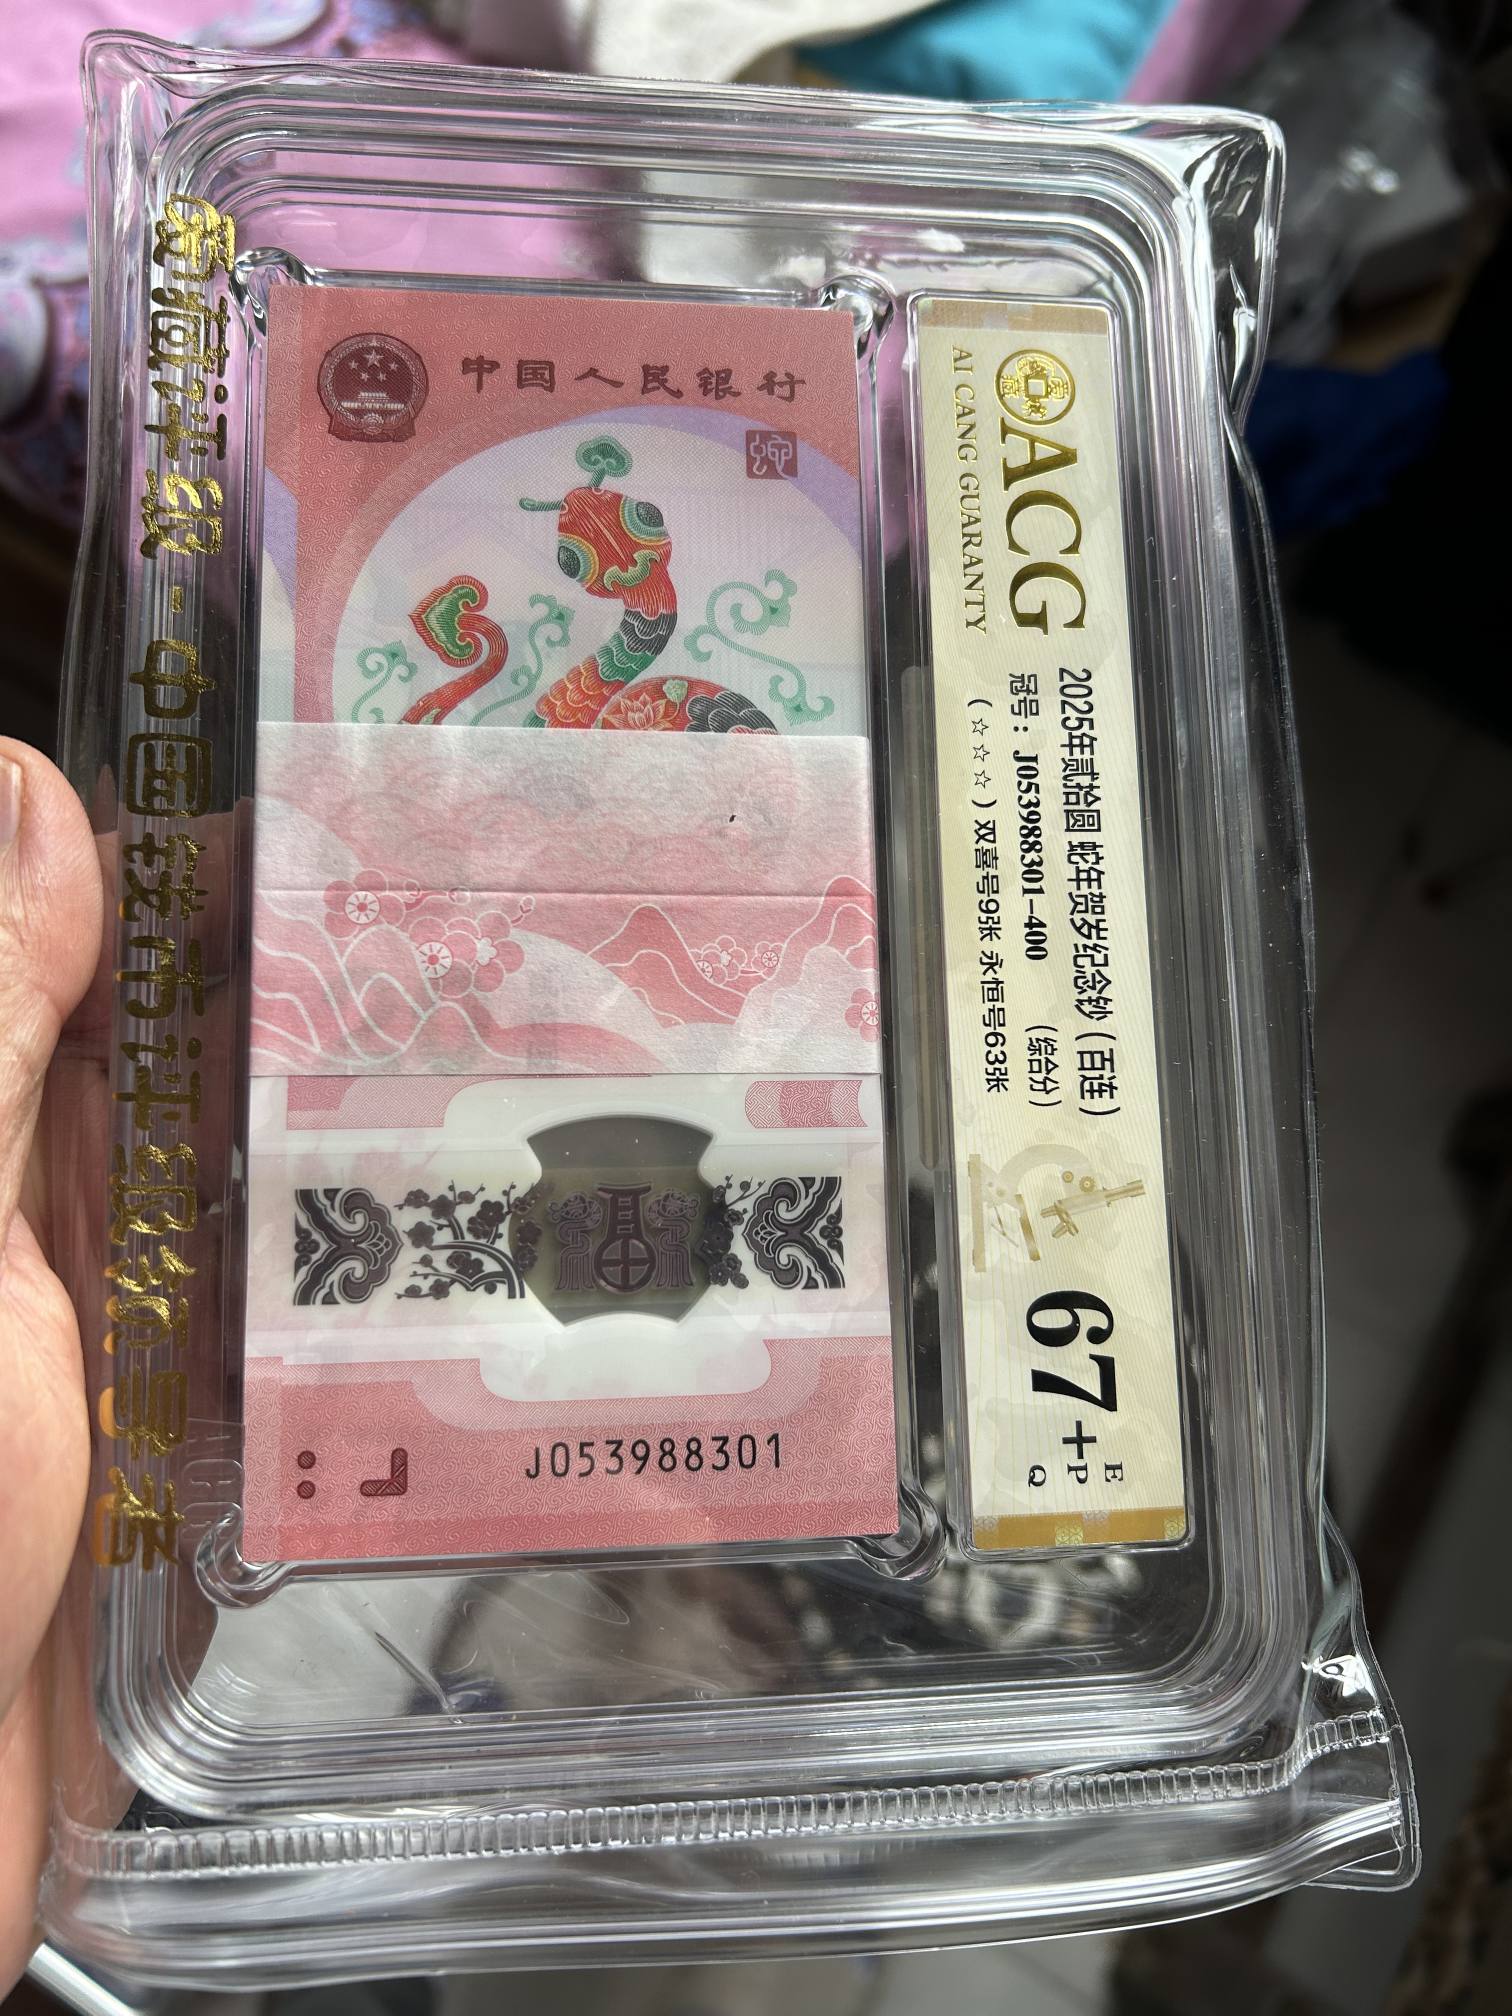 爱藏评级-中国钱币评级领导者
中国人民银行
蛇
J053988301
ACG
AI CANG GUARANTY
2025年贰拾圆 蛇年贺岁纪念钞(百连)
冠号：J053988301-400 (综合分)
(☆☆☆) 双喜号9张 永恒号63张
67+
E
P
Q